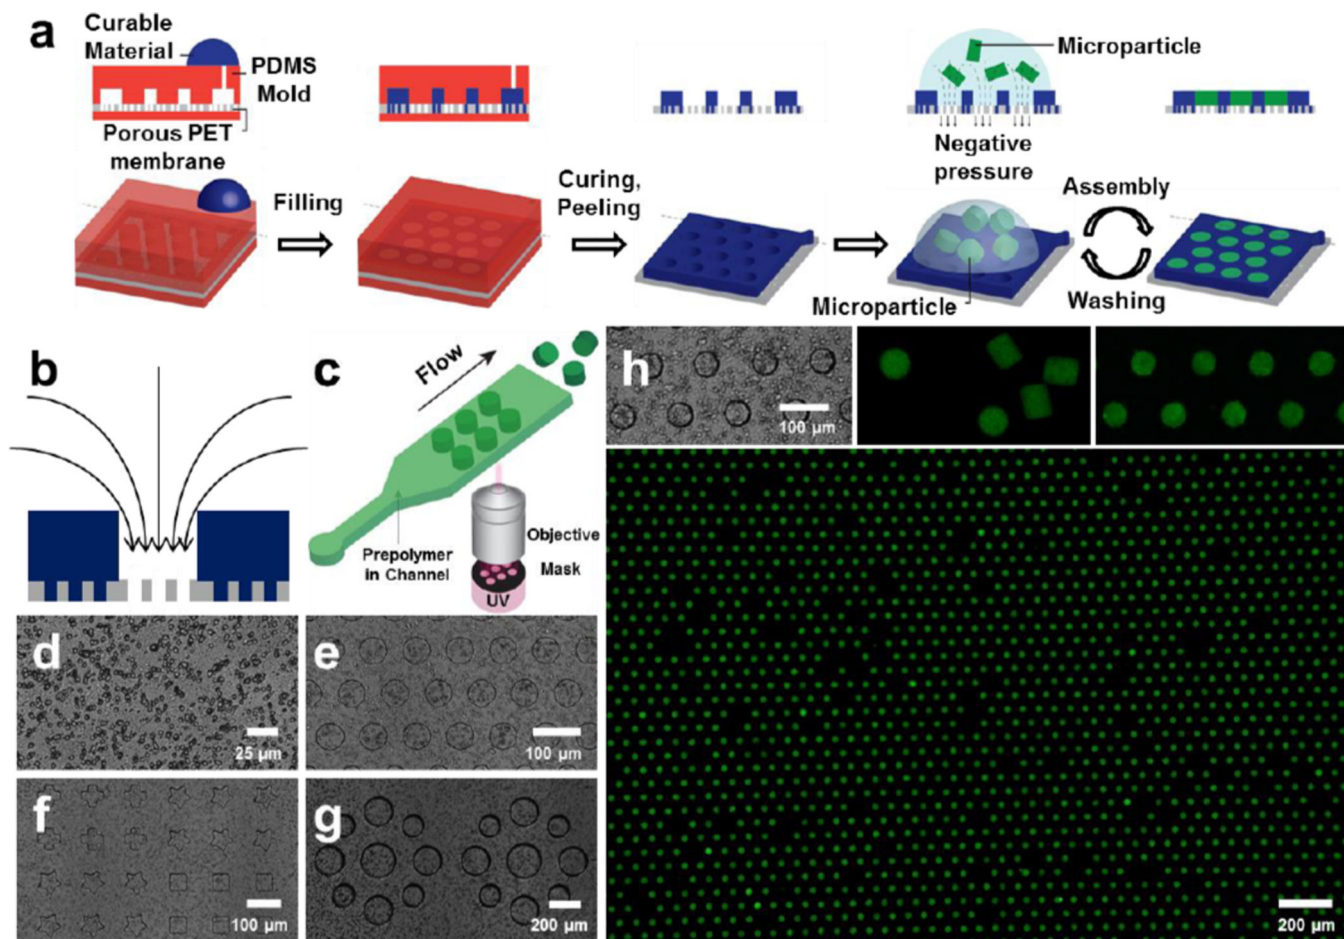 a
Curable
Material
PDMS
Mold
Porous PET
membrane
Filling
Curing,
Peeling
Microparticle
Negative
pressure
Microparticle
Assembly
Washing
b
c
Flow
Prepolymer
in Channel
Objective
Mask
UV
d
25 μm
e
100 μm
f
100 μm
g
200 μm
h
100 μm
200 μm